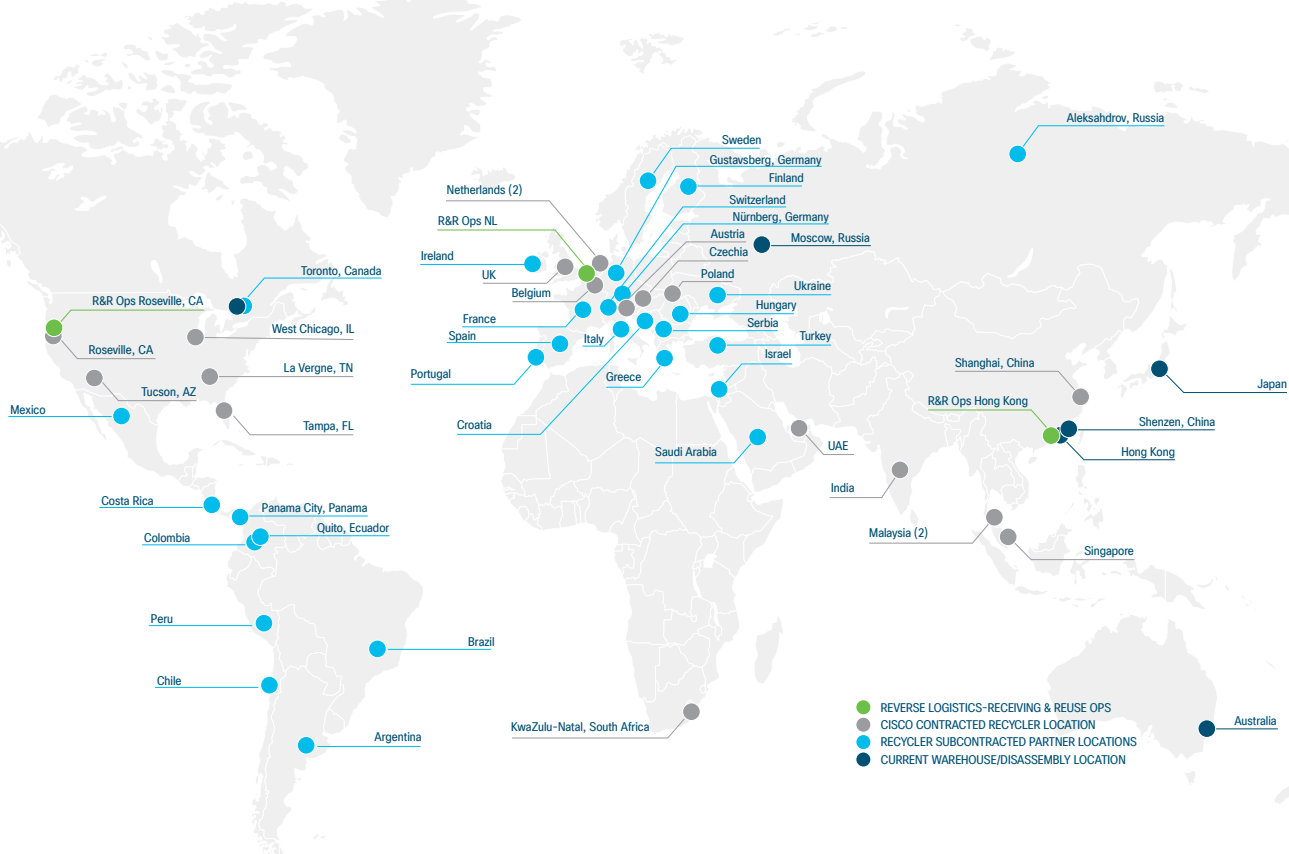 Aleksahdrov, Russia
Sweden
Gustavsberg, Germany
Finland
Netherlands (2)
Switzerland
R&R Ops NL
Nürnberg, Germany
Austria
Moscow, Russia
Czechia
Ireland
UK
Poland
Toronto, Canada
Ukraine
Belgium
R&R Ops Roseville, CA
Hungary
France
Serbia
West Chicago, IL
Spain
Italy
Turkey
Roseville, CA
Israel
Shanghai, China
La Vergne, TN
Portugal
Greece
Japan
Tucson, AZ
R&R Ops Hong Kong
Mexico
Shenzen, China
Tampa, FL
Croatia
UAE
Saudi Arabia
Hong Kong
India
Costa Rica
Panama City, Panama
Quito, Ecuador
Colombia
Malaysia (2)
Singapore
Peru
Brazil
Chile
KwaZulu-Natal, South Africa
Argentina
Australia
REVERSE LOGISTICS-RECEIVING & REUSE OPS
CISCO CONTRACTED RECYCLER LOCATION
RECYCLER SUBCONTRACTED PARTNER LOCATIONS
CURRENT WAREHOUSE/DISASSEMBLY LOCATION